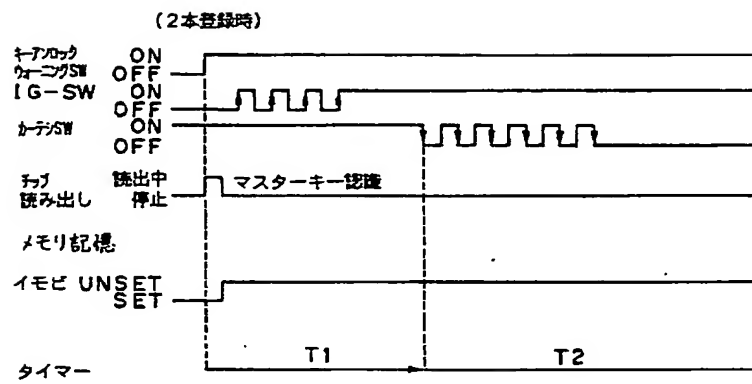 (2本登録時)
キーアンロック ON
ウォーニングSW OFF
IG-SW ON
OFF
カーテシSW ON
OFF
チップ 読出中 マスターキー認識
読み出し 停止
メモリ記憶
イモビ UNSET
SET
T1 T2
タイマー